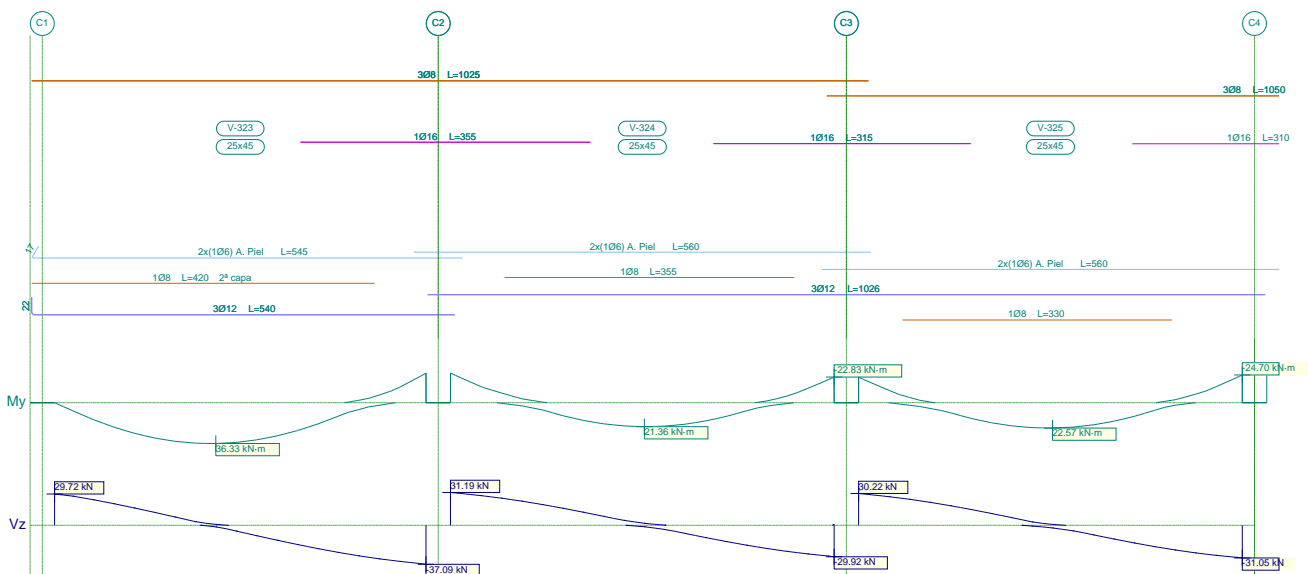 C1 C2 C3 C4
3Ø8 L=1025
3Ø8 L=1050
V-323 V-324 V-325
25x45 25x45 25x45
1Ø16 L=355 1Ø16 L=315 1Ø16 L=310
17
2x(1Ø6) A. Piel L=545
2x(1Ø6) A. Piel L=560
2x(1Ø6) A. Piel L=560
1Ø8 L=420 2ª capa
1Ø8 L=355
22
3Ø12 L=540
3Ø12 L=1026
1Ø8 L=330
My
-22.83 kN·m
-24.70 kN·m
36.33 kN·m
21.36 kN·m
22.57 kN·m
Vz
29.72 kN
31.19 kN
30.22 kN
-37.09 kN
-29.92 kN
-31.05 kN